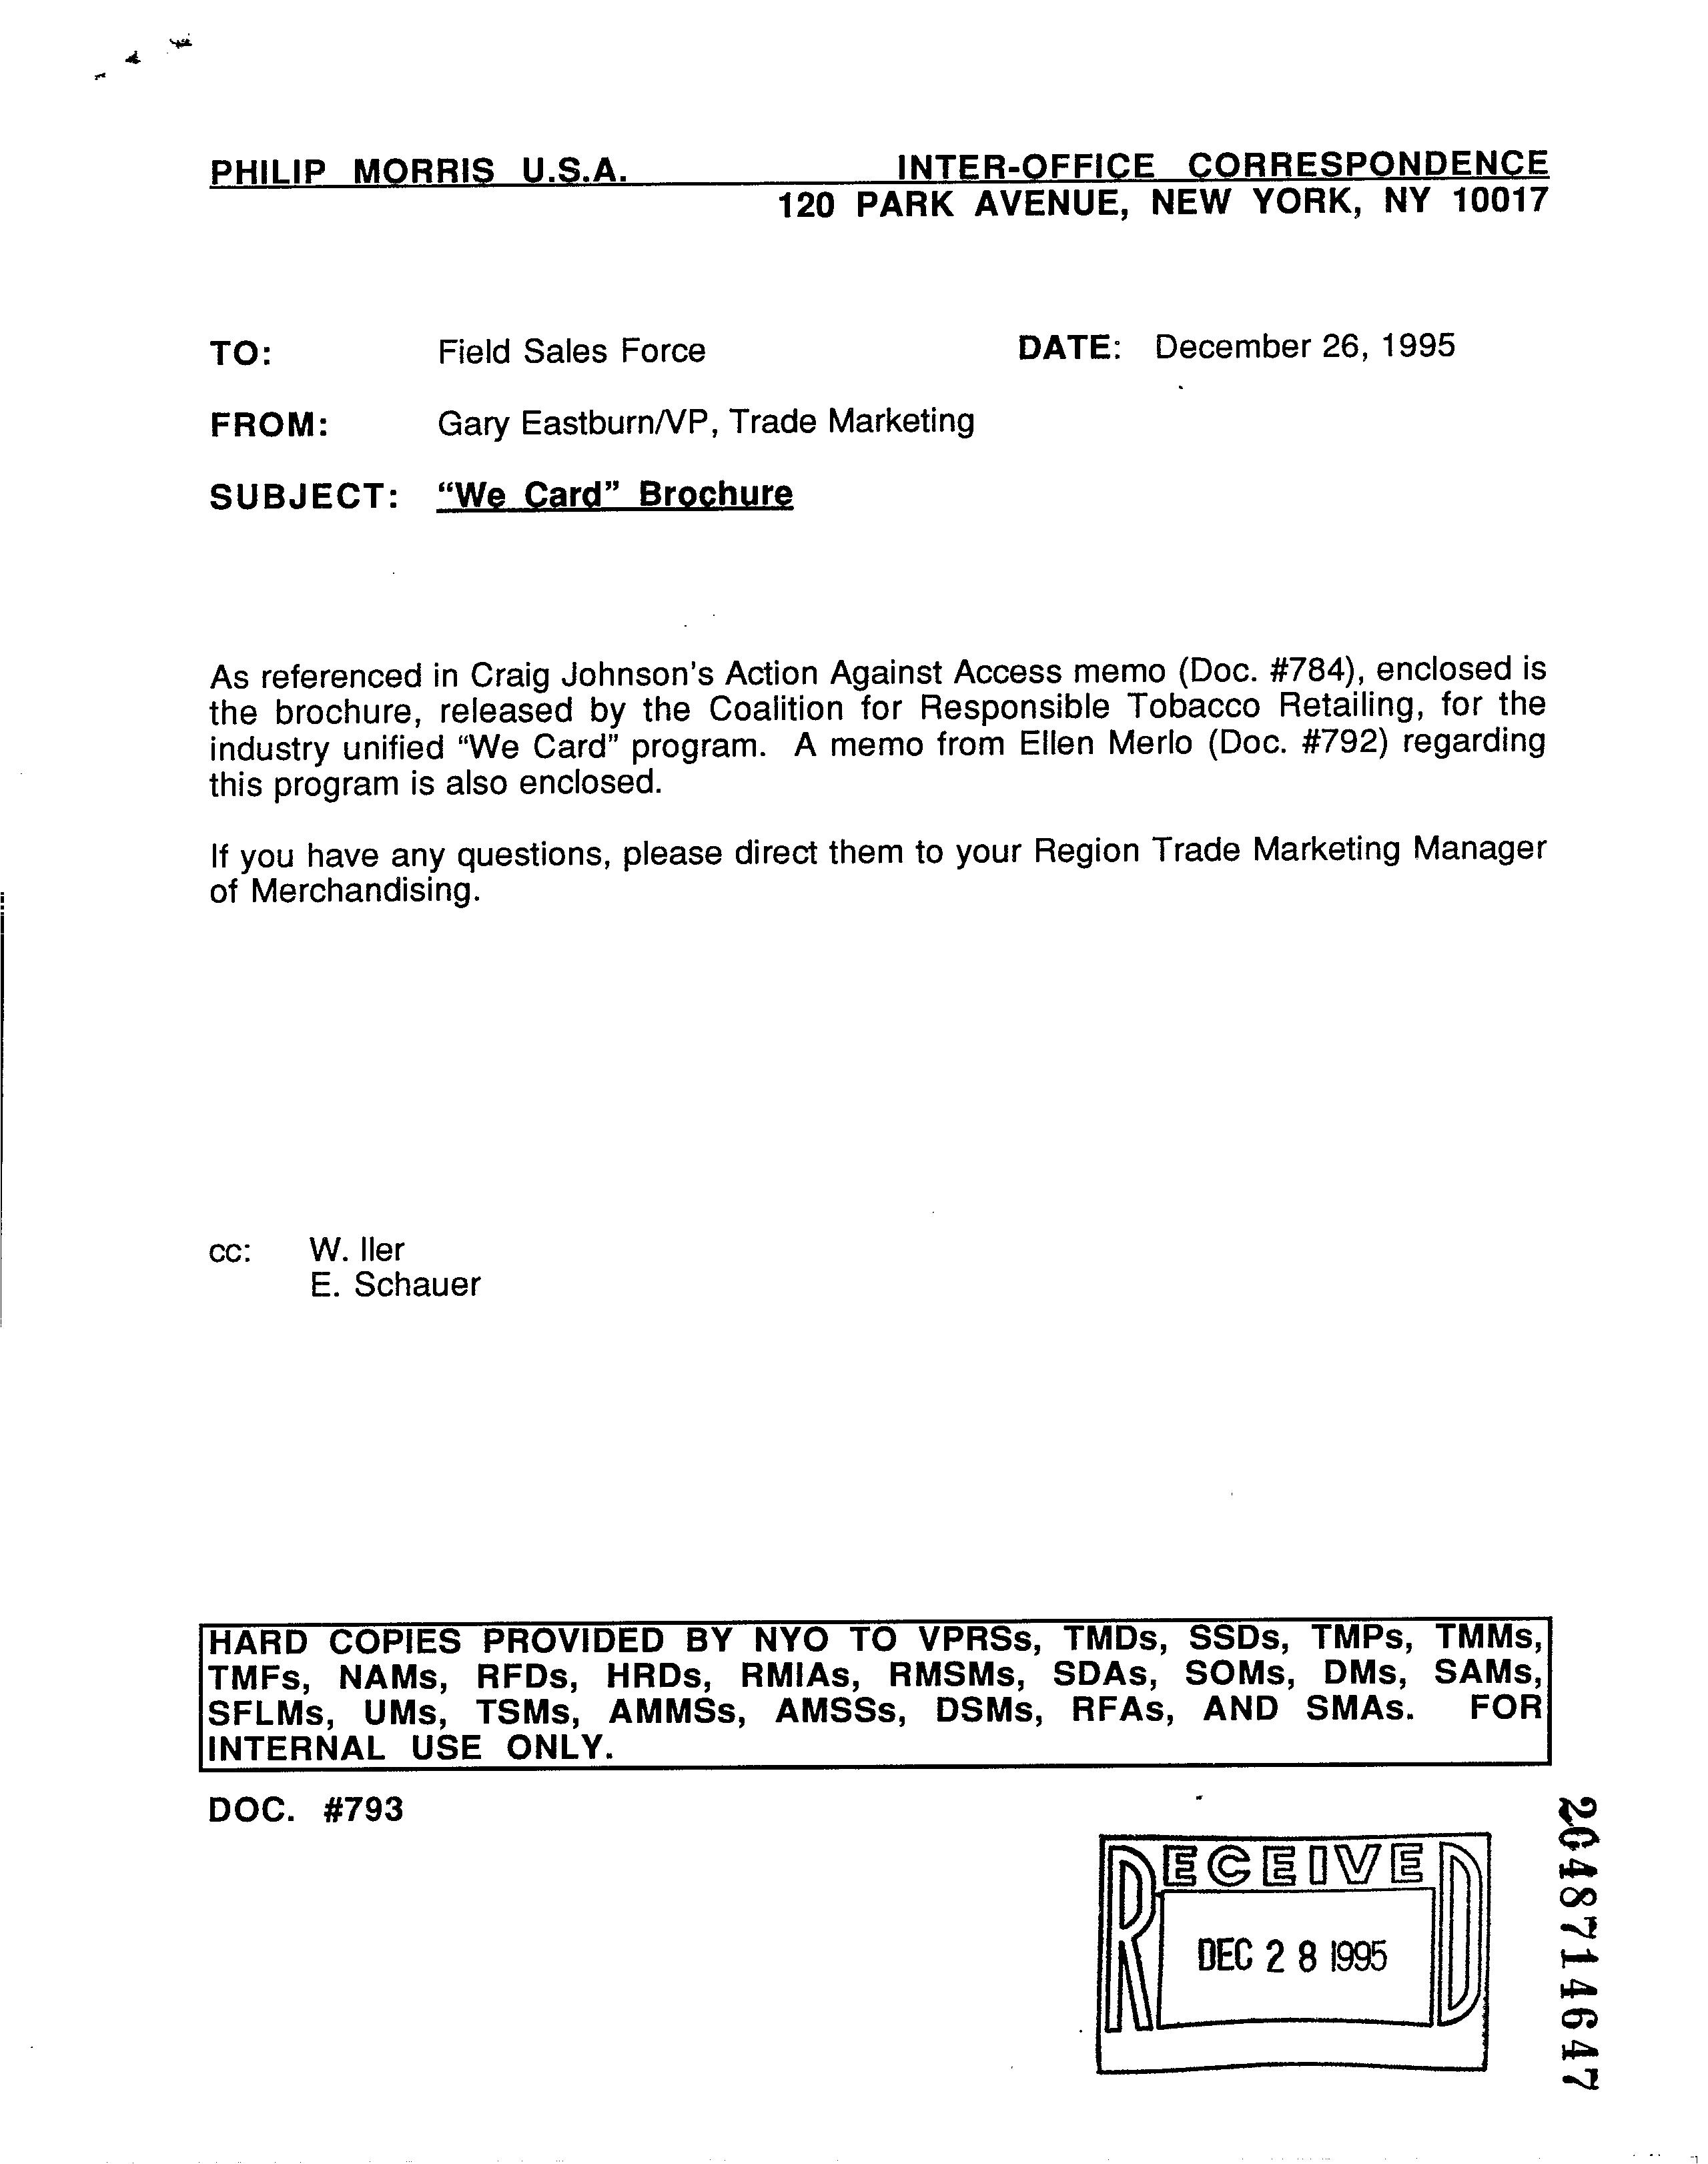 PHILIP MORRIS U.S.A. INTER-OFFICE CORRESPONDENCE
120 PARK AVENUE, NEW YORK, NY 10017
TO: Field Sales Force DATE: December 26, 1995
FROM: Gary Eastburn/VP, Trade Marketing
SUBJECT: “We Card” Brochure
As referenced in Craig Johnson's Action Against Access memo (Doc. #784), enclosed is
the brochure, released by the Coalition for Responsible Tobacco Retailing, for the
industry unified “We Card” program. A memo from Ellen Merlo (Doc. #792) regarding
this program is also enclosed.
If you have any questions, please direct them to your Region Trade Marketing Manager
of Merchandising.
cc: W. Iler
E. Schauer
HARD COPIES PROVIDED BY NYO TO VPRSs, TMDs, SSDs, TMPs, TMMs,
TMFs, NAMs, RFDs, HRDs, RMIAs, RMSMs, SDAs, SOMs, DMs, SAMs,
SFLMs, UMs, TSMs, AMMSs, AMSSs, DSMs, RFAs, AND SMAs. FOR
INTERNAL USE ONLY.
DOC. #793
RECEIVED
DEC 28 1995
2048714647